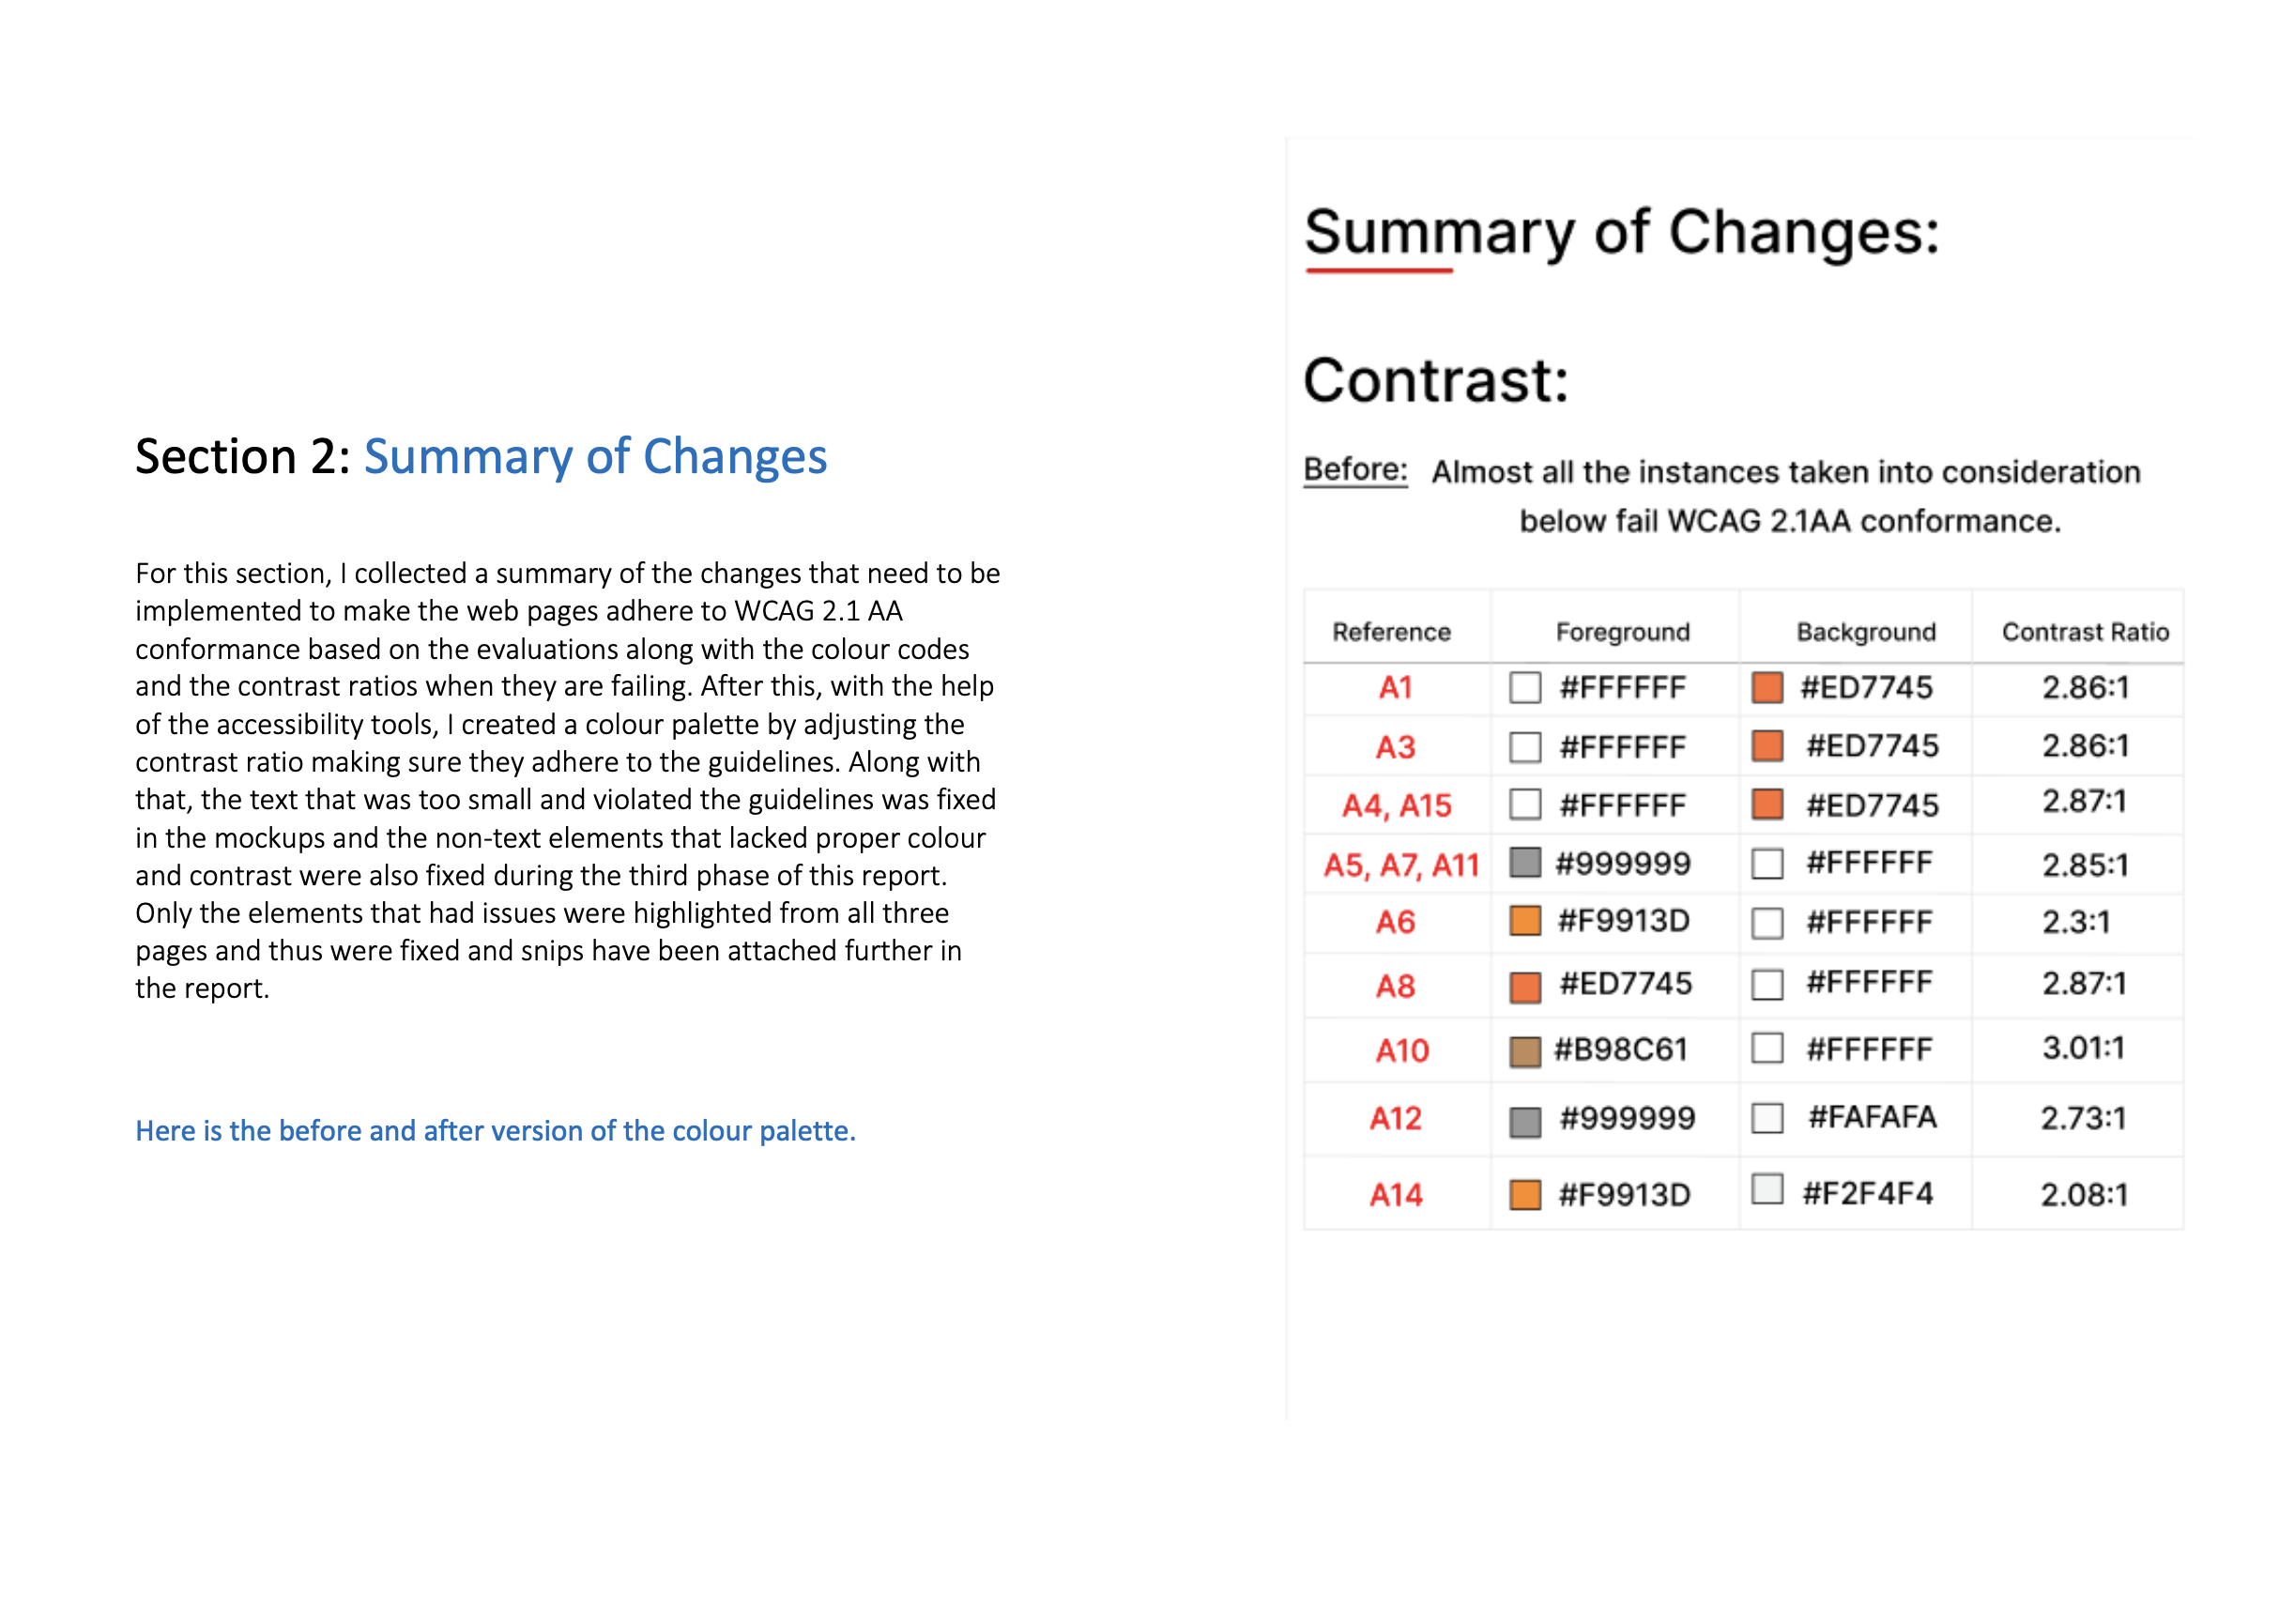 Section 2: Summary of Changes
For this section, I collected a summary of the changes that need to be
implemented to make the web pages adhere to WCAG 2.1 AA
conformance based on the evaluations along with the colour codes
and the contrast ratios when they are failing. After this, with the help
of the accessibility tools, I created a colour palette by adjusting the
contrast ratio making sure they adhere to the guidelines. Along with
that, the text that was too small and violated the guidelines was fixed
in the mockups and the non-text elements that lacked proper colour
and contrast were also fixed during the third phase of this report.
Only the elements that had issues were highlighted from all three
pages and thus were fixed and snips have been attached further in
the report.
Here is the before and after version of the colour palette.
Summary of Changes:
Contrast:
Before: Almost all the instances taken into consideration
below fail WCAG 2.1AA conformance.
Reference Foreground Background Contrast Ratio
A1 #FFFFFF #ED7745 2.86:1
A3 #FFFFFF #ED7745 2.86:1
A4, A15 #FFFFFF #ED7745 2.87:1
A5, A7, A11 #999999 #FFFFFF 2.85:1
A6 #F9913D #FFFFFF 2.3:1
A8 #ED7745 #FFFFFF 2.87:1
A10 #B98C61 #FFFFFF 3.01:1
A12 #999999 #FAFAFA 2.73:1
A14 #F9913D #F2F4F4 2.08:1